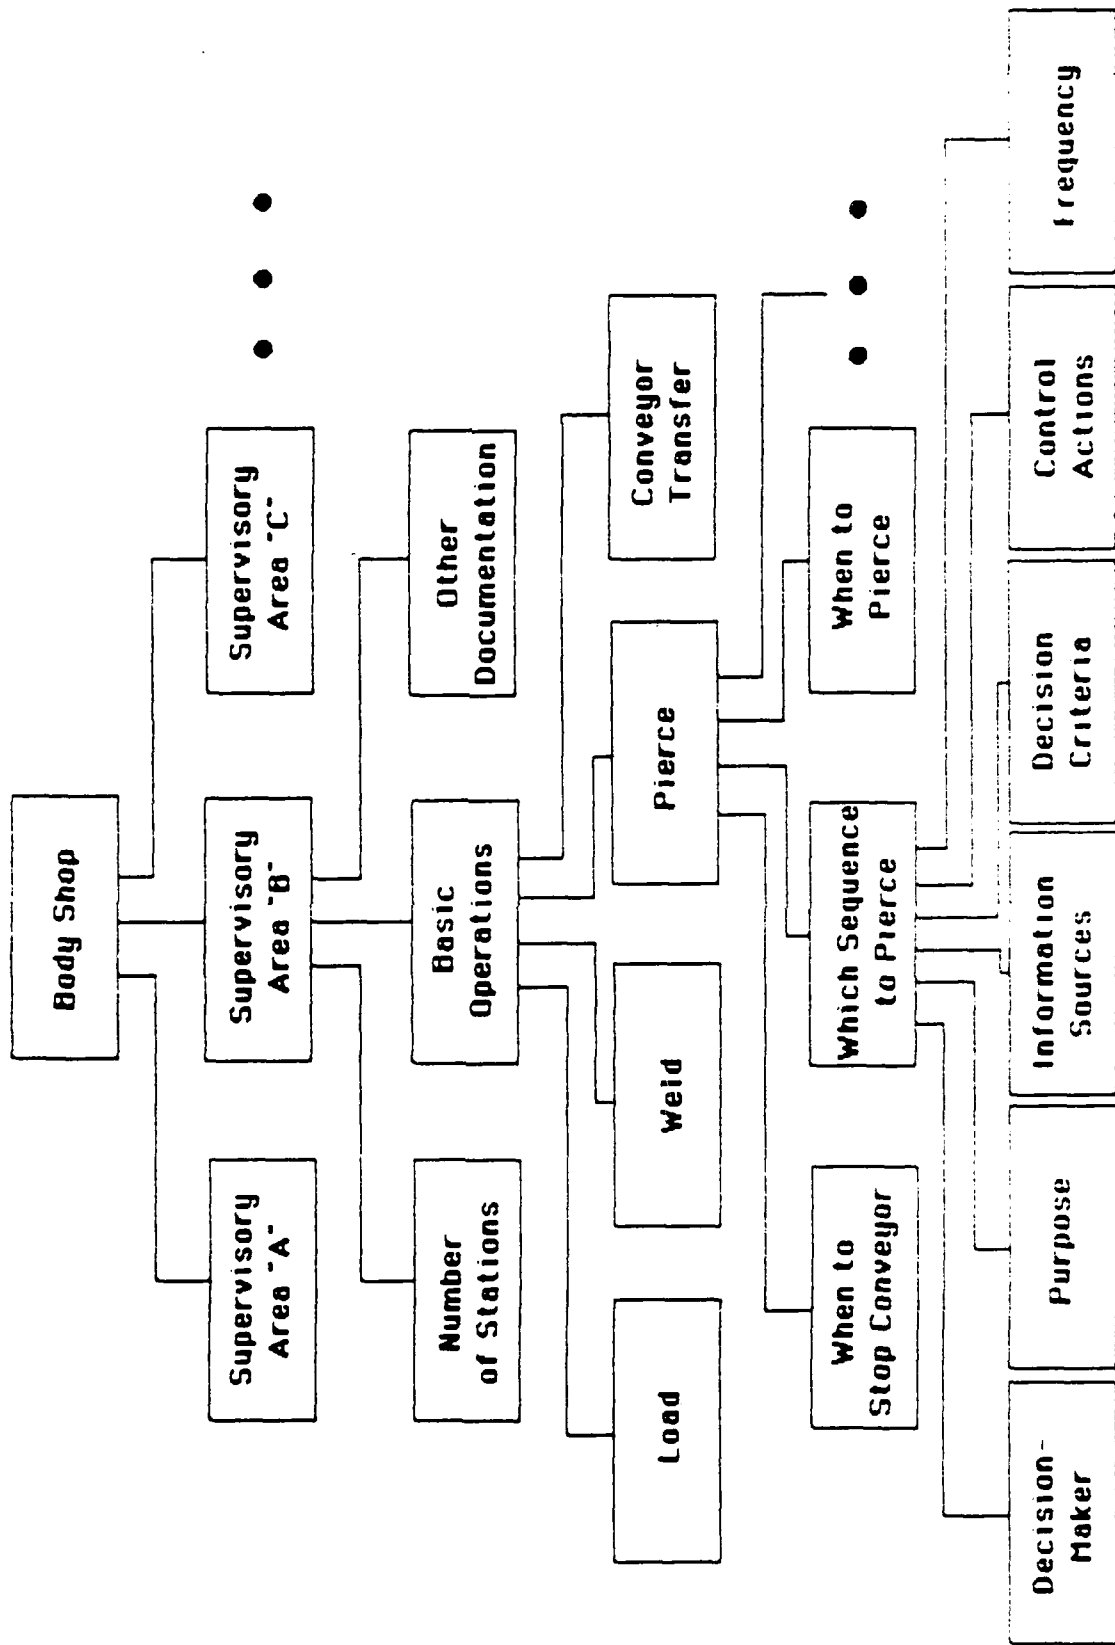 Body Shop
Supervisory
Area "A"
Supervisory
Area "B"
Supervisory
Area "C"
Number
of Stations
Basic
Operations
Other
Documentation
Load
Weld
Pierce
Conveyor
Transfer
When to
Stop Conveyor
Which Sequence
to Pierce
When to
Pierce
Decision-
Maker
Purpose
Information
Sources
Decision
Criteria
Control
Actions
Frequency